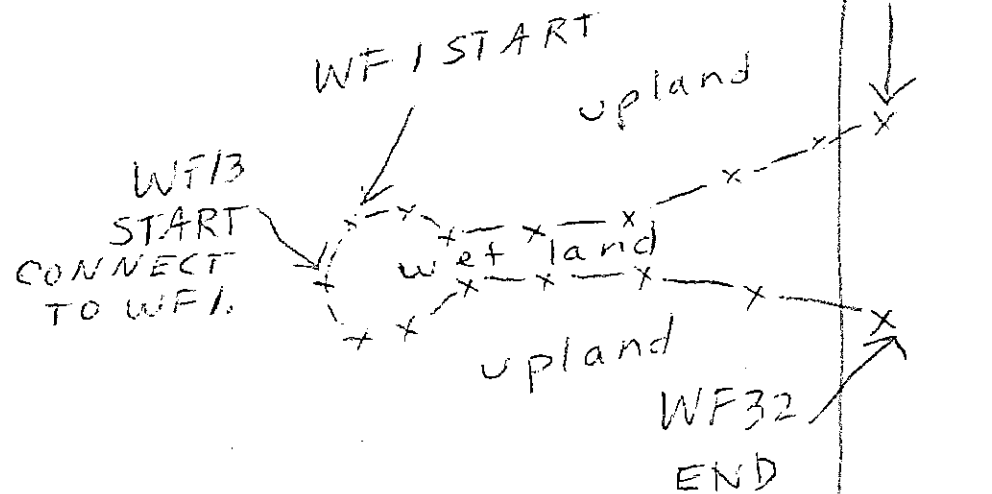 WF1 START
upland
WF13
START
CONNECT
TO WF1.
wetland
upland
WF32
END